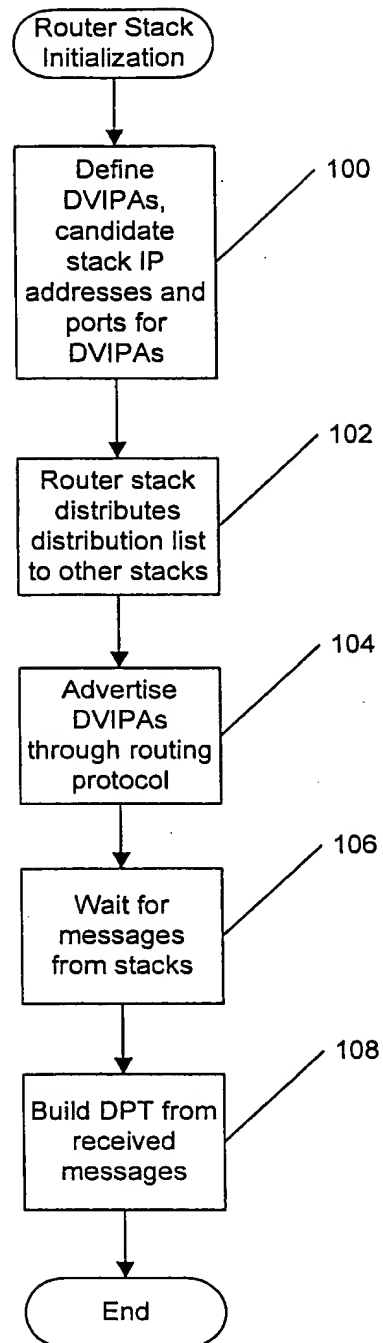 Router Stack
Initialization
100
Define
DVIPAs,
candidate
stack IP
addresses and
ports for
DVIPAs
102
Router stack
distributes
distribution list
to other stacks
104
Advertise
DVIPAs
through routing
protocol
106
Wait for
messages
from stacks
108
Build DPT from
received
messages
End